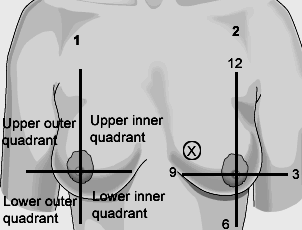 1
2
12
Upper outer
quadrant
Upper inner
quadrant
X
9
3
Lower outer
quadrant
Lower inner
quadrant
6